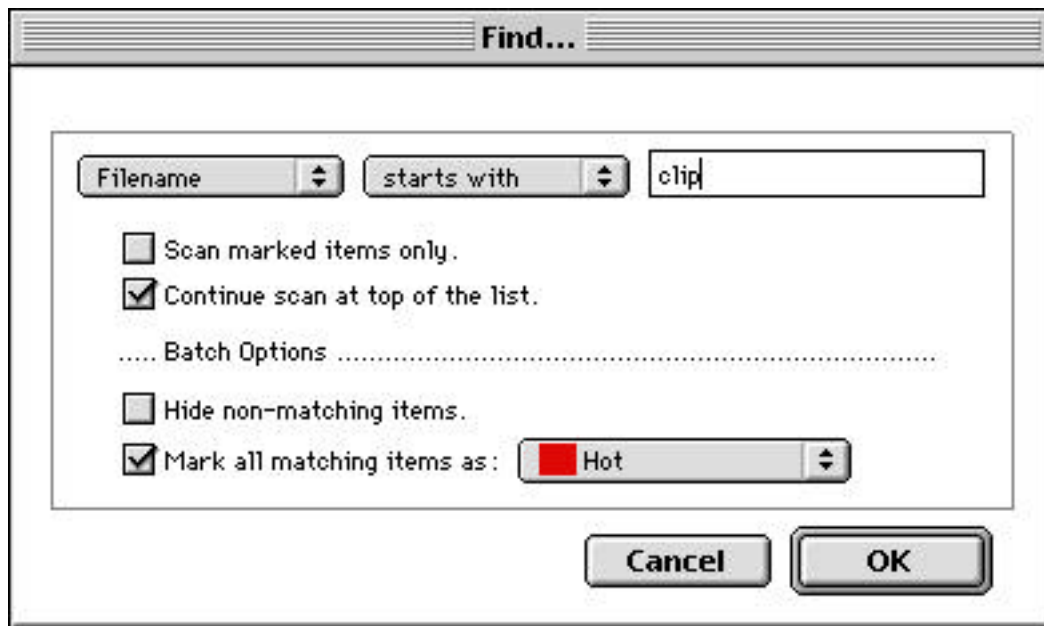 Find...
Filename starts with clip
Scan marked items only.
Continue scan at top of the list.
..... Batch Options ............................................................
Hide non-matching items.
Mark all matching items as: Hot
Cancel OK